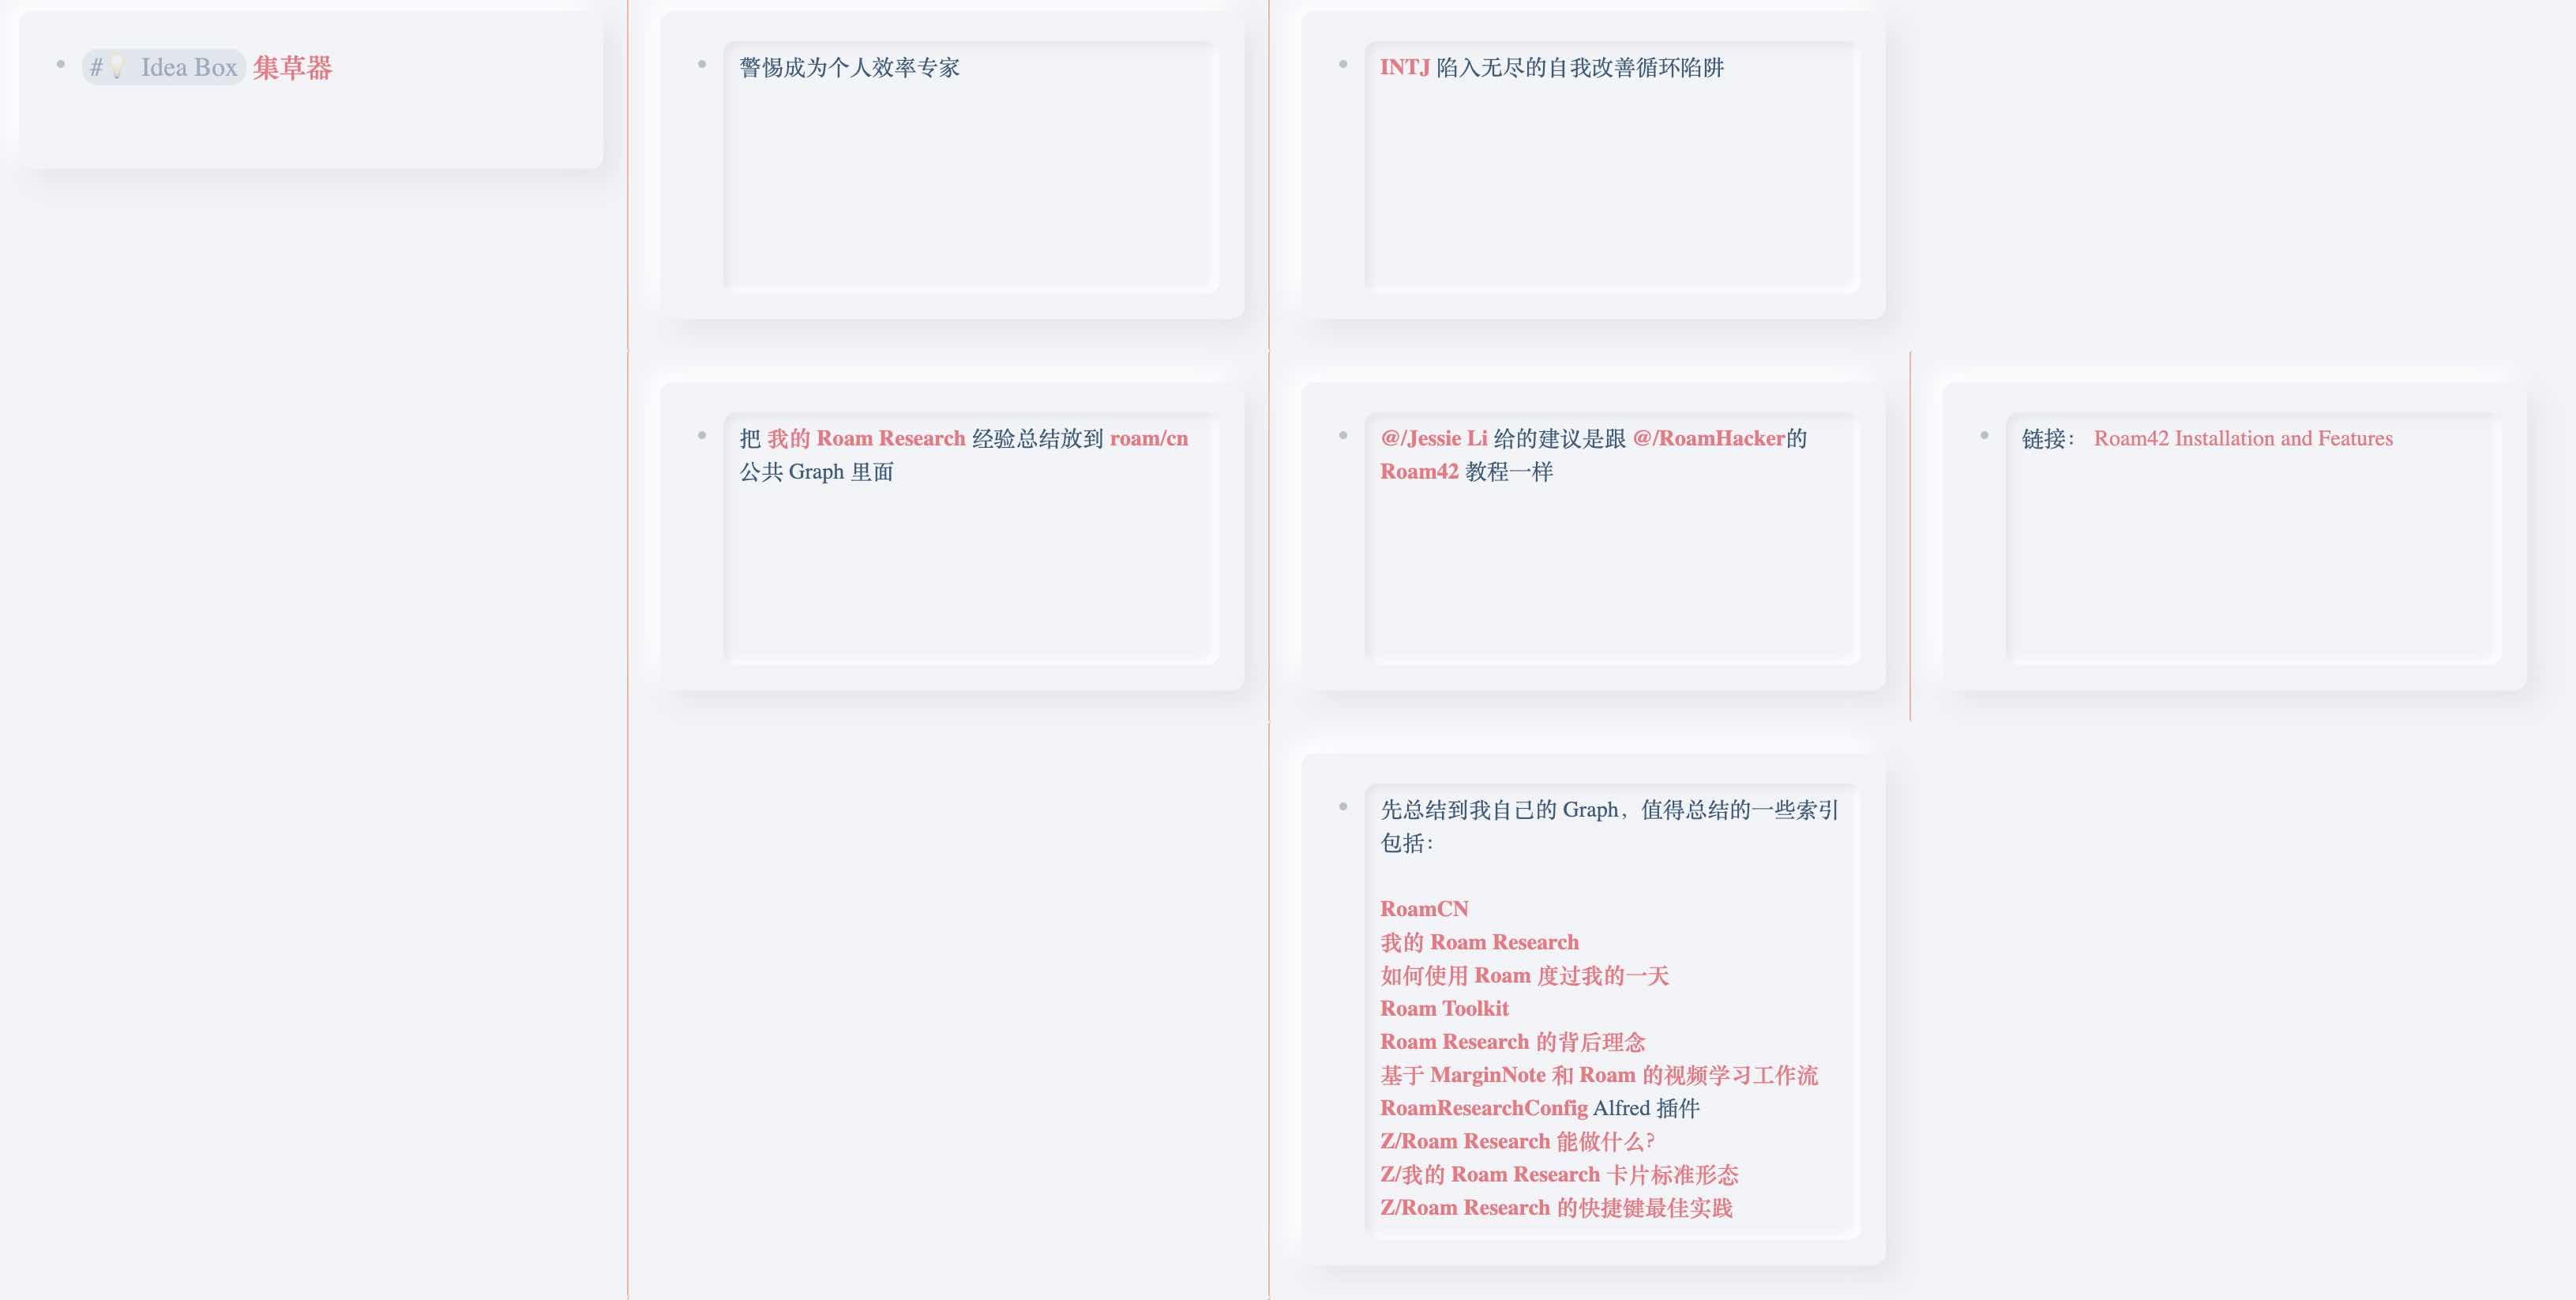 #💡 Idea Box 集草器
警惕成为个人效率专家
INTJ 陷入无尽的自我改善循环陷阱
把 我的 Roam Research 经验总结放到 roam/cn
公共 Graph 里面
@/Jessie Li 给的建议是跟 @/RoamHacker的
Roam42 教程一样
链接： Roam42 Installation and Features
先总结到我自己的 Graph，值得总结的一些索引
包括：
RoamCN
我的 Roam Research
如何使用 Roam 度过我的一天
Roam Toolkit
Roam Research 的背后理念
基于 MarginNote 和 Roam 的视频学习工作流
RoamResearchConfig Alfred 插件
Z/Roam Research 能做什么?
Z/我的 Roam Research 卡片标准形态
Z/Roam Research 的快捷键最佳实践